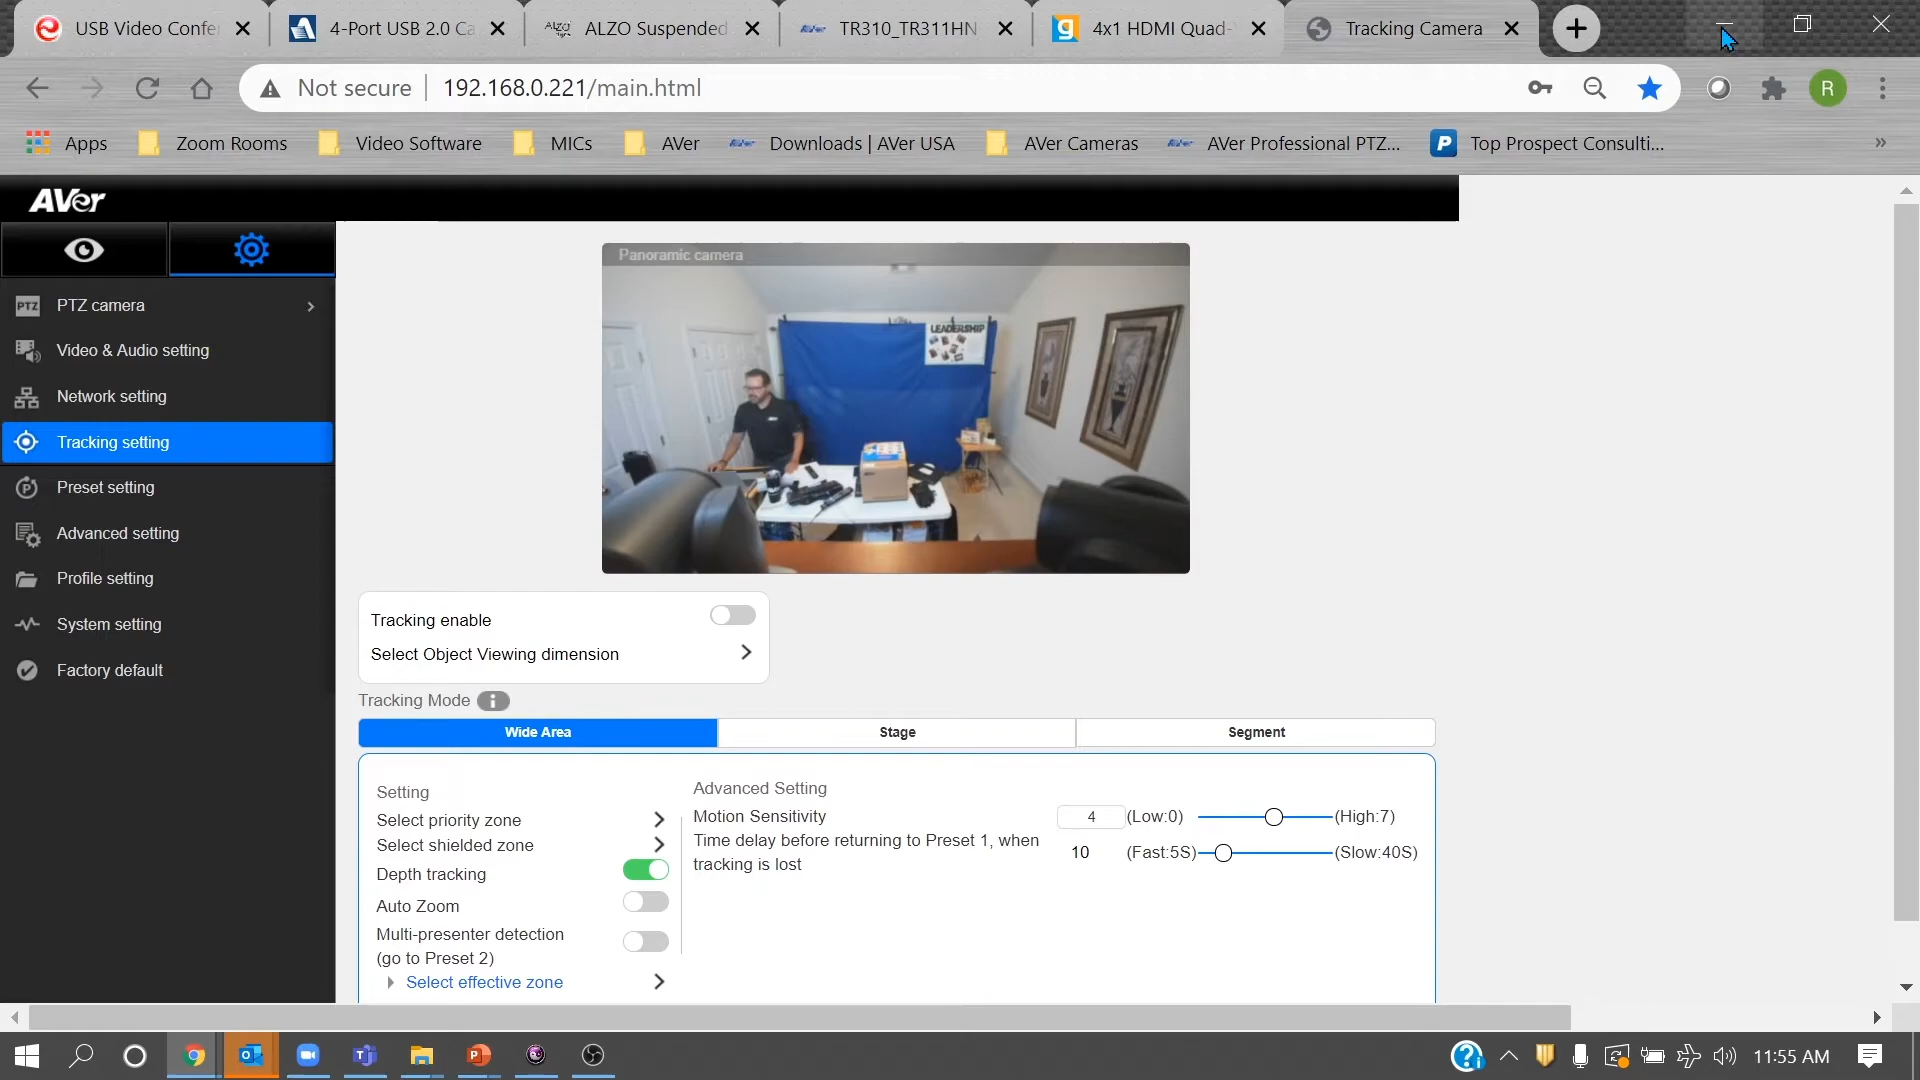 USB Video Confe
4-Port USB 2.0 Ca
ALZO Suspended
TR310_TR311HN
4x1 HDMI Quad-
Tracking Camera
Not secure
192.168.0.221/main.html
R
Apps
Zoom Rooms
Video Software
MICs
AVer
Downloads | AVer USA
AVer Cameras
AVer Professional PTZ...
Top Prospect Consulti...
AVer
PTZ camera
Video & Audio setting
Network setting
Tracking setting
Preset setting
Advanced setting
Profile setting
System setting
Factory default
Panoramic camera
LEADERSHIP
Tracking enable
Select Object Viewing dimension
Tracking Mode
Wide Area
Stage
Segment
Setting
Select priority zone
Select shielded zone
Depth tracking
Auto Zoom
Multi-presenter detection
(go to Preset 2)
Select effective zone
Advanced Setting
Motion Sensitivity
4 (Low:0) (High:7)
Time delay before returning to Preset 1, when
tracking is lost
10 (Fast:5S) (Slow:40S)
11:55 AM